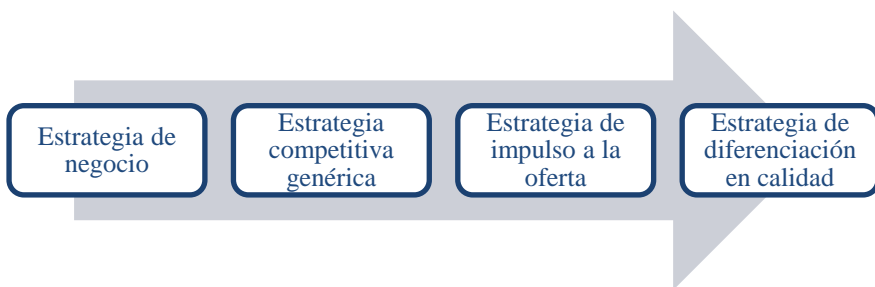 Estrategia de
negocio
Estrategia
competitiva
genérica
Estrategia de
impulso a la
oferta
Estrategia de
diferenciación
en calidad